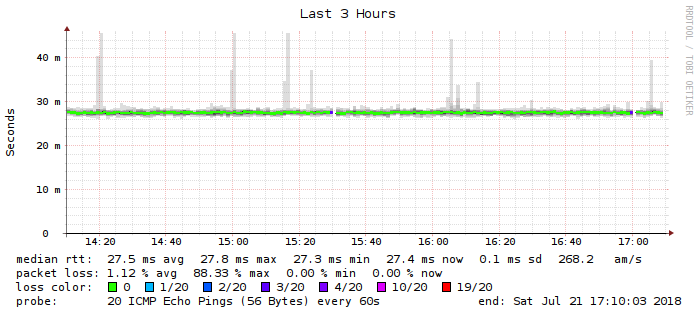 Last 3 Hours
RRDTOOL / TOBI OETIKER
Seconds
40 m
30 m
20 m
10 m
0
14:20 14:40 15:00 15:20 15:40 16:00 16:20 16:40 17:00
median rtt: 27.5 ms avg 27.8 ms max 27.3 ms min 27.4 ms now 0.1 ms sd 268.2 am/s
packet loss: 1.12 % avg 88.33 % max 0.00 % min 0.00 % now
loss color: 0 1/20 2/20 3/20 4/20 10/20 19/20
probe: 20 ICMP Echo Pings (56 Bytes) every 60s end: Sat Jul 21 17:10:03 2018